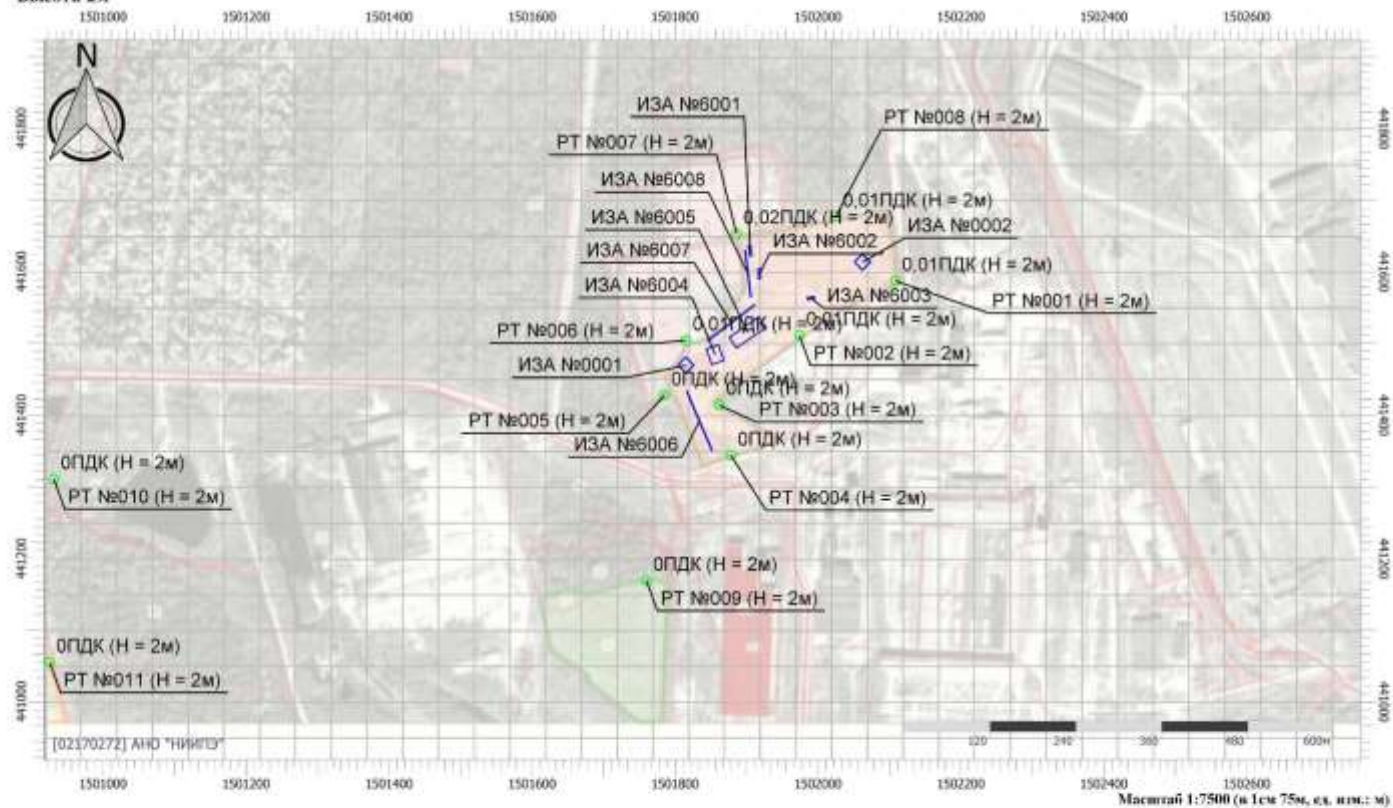 1501000 1501200 1501400 1501600 1501800 1502000 1502200 1502400 1502600
N
441800
441800
ИЗА №6001
РТ №008 (Н = 2м)
РТ №007 (Н = 2м)
ИЗА №6008
0,01ПДК (Н = 2м)
ИЗА №6005
0,02ПДК (Н = 2м)
ИЗА №0002
ИЗА №6002
ИЗА №6007
0,01ПДК (Н = 2м)
441600
441600
ИЗА №6004
ИЗА №6003
РТ №001 (Н = 2м)
0,01ПДК (Н = 2м)
0,01ПДК (Н = 2м)
РТ №006 (Н = 2м)
РТ №002 (Н = 2м)
ИЗА №0001
0ПДК (Н = 2м)
0ПДК (Н = 2м)
РТ №003 (Н = 2м)
РТ №005 (Н = 2м)
441400
441400
ИЗА №6006
0ПДК (Н = 2м)
0ПДК (Н = 2м)
РТ №010 (Н = 2м)
РТ №004 (Н = 2м)
441200
441200
0ПДК (Н = 2м)
РТ №009 (Н = 2м)
0ПДК (Н = 2м)
РТ №011 (Н = 2м)
441000
441000
[02170272] АНО "НИИПЭ"
120 240 360 480 600м
1501000 1501200 1501400 1501600 1501800 1502000 1502200 1502400 1502600
Масштаб 1:7500 (в 1см 75м, ед. изм.: м)